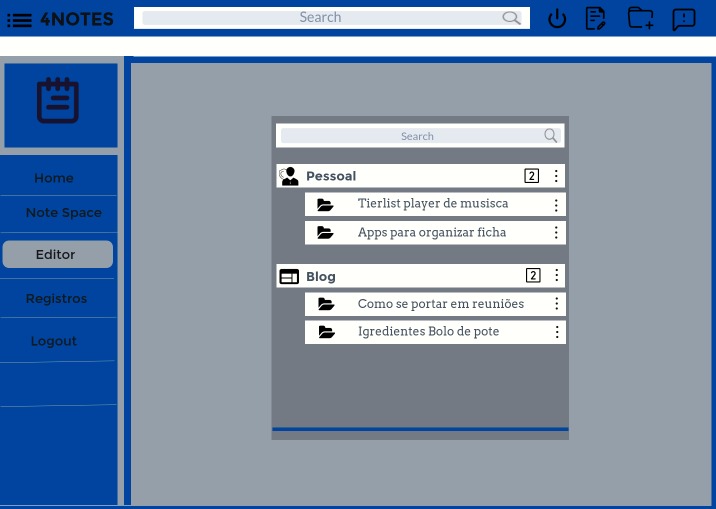 4NOTES
Search
Home
Note Space
Editor
Registros
Logout
Search
Pessoal
2
Tierlist player de musisca
Apps para organizar ficha
Blog
2
Como se portar em reuniões
Igredientes Bolo de pote